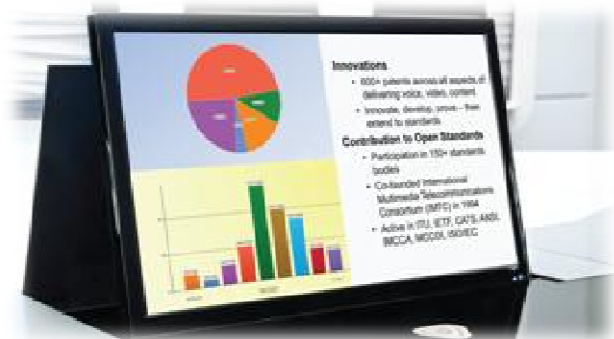 Innovations
• 600+ patents across all aspects of
delivering voice, video, content
• Innovate, develop, prove - then
extend to standards
Contribution to Open Standards
• Participation in 150+ standards
bodies
• Co-founded International
Multimedia Telecommunications
Consortium (IMTC) in 1994
• Active in ITU, IETF, CATS, ANSI,